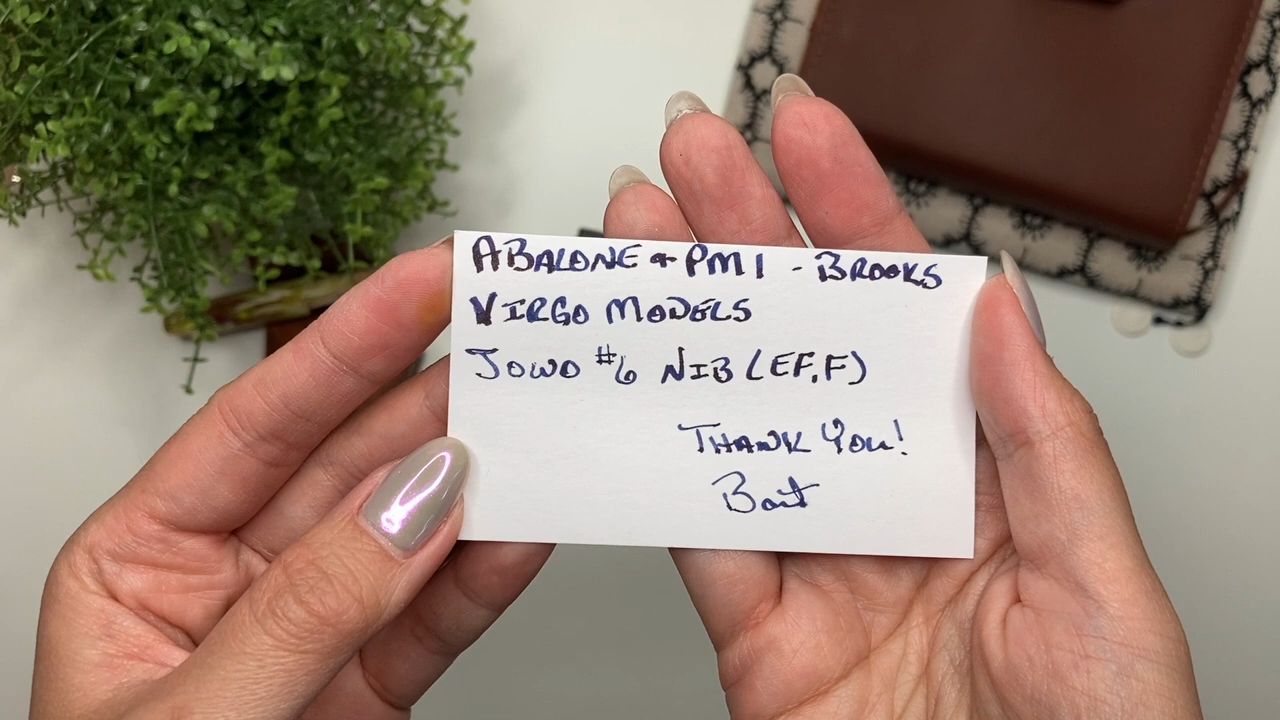 ABALONE & PM1 - BROOKS
VIRGO MODELS
JOWO #6 NIB (EF, F)
THANK YOU!
Bart